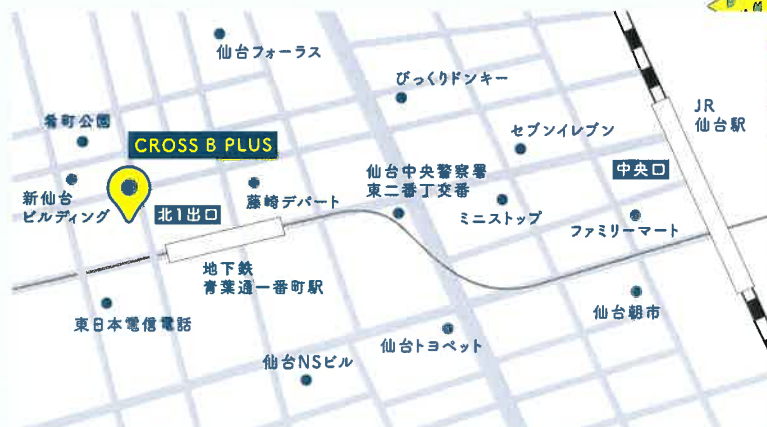 仙台フォーラス
びっくりドンキー
JR
仙台駅
肴町公園
CROSS B PLUS
セブンイレブン
仙台中央警察署
東二番丁交番
中央口
新仙台
ビルディング
北1出口
藤崎デパート
ミニストップ
ファミリーマート
地下鉄
青葉通一番町駅
東日本電信電話
仙台朝市
仙台トヨペット
仙台NSビル